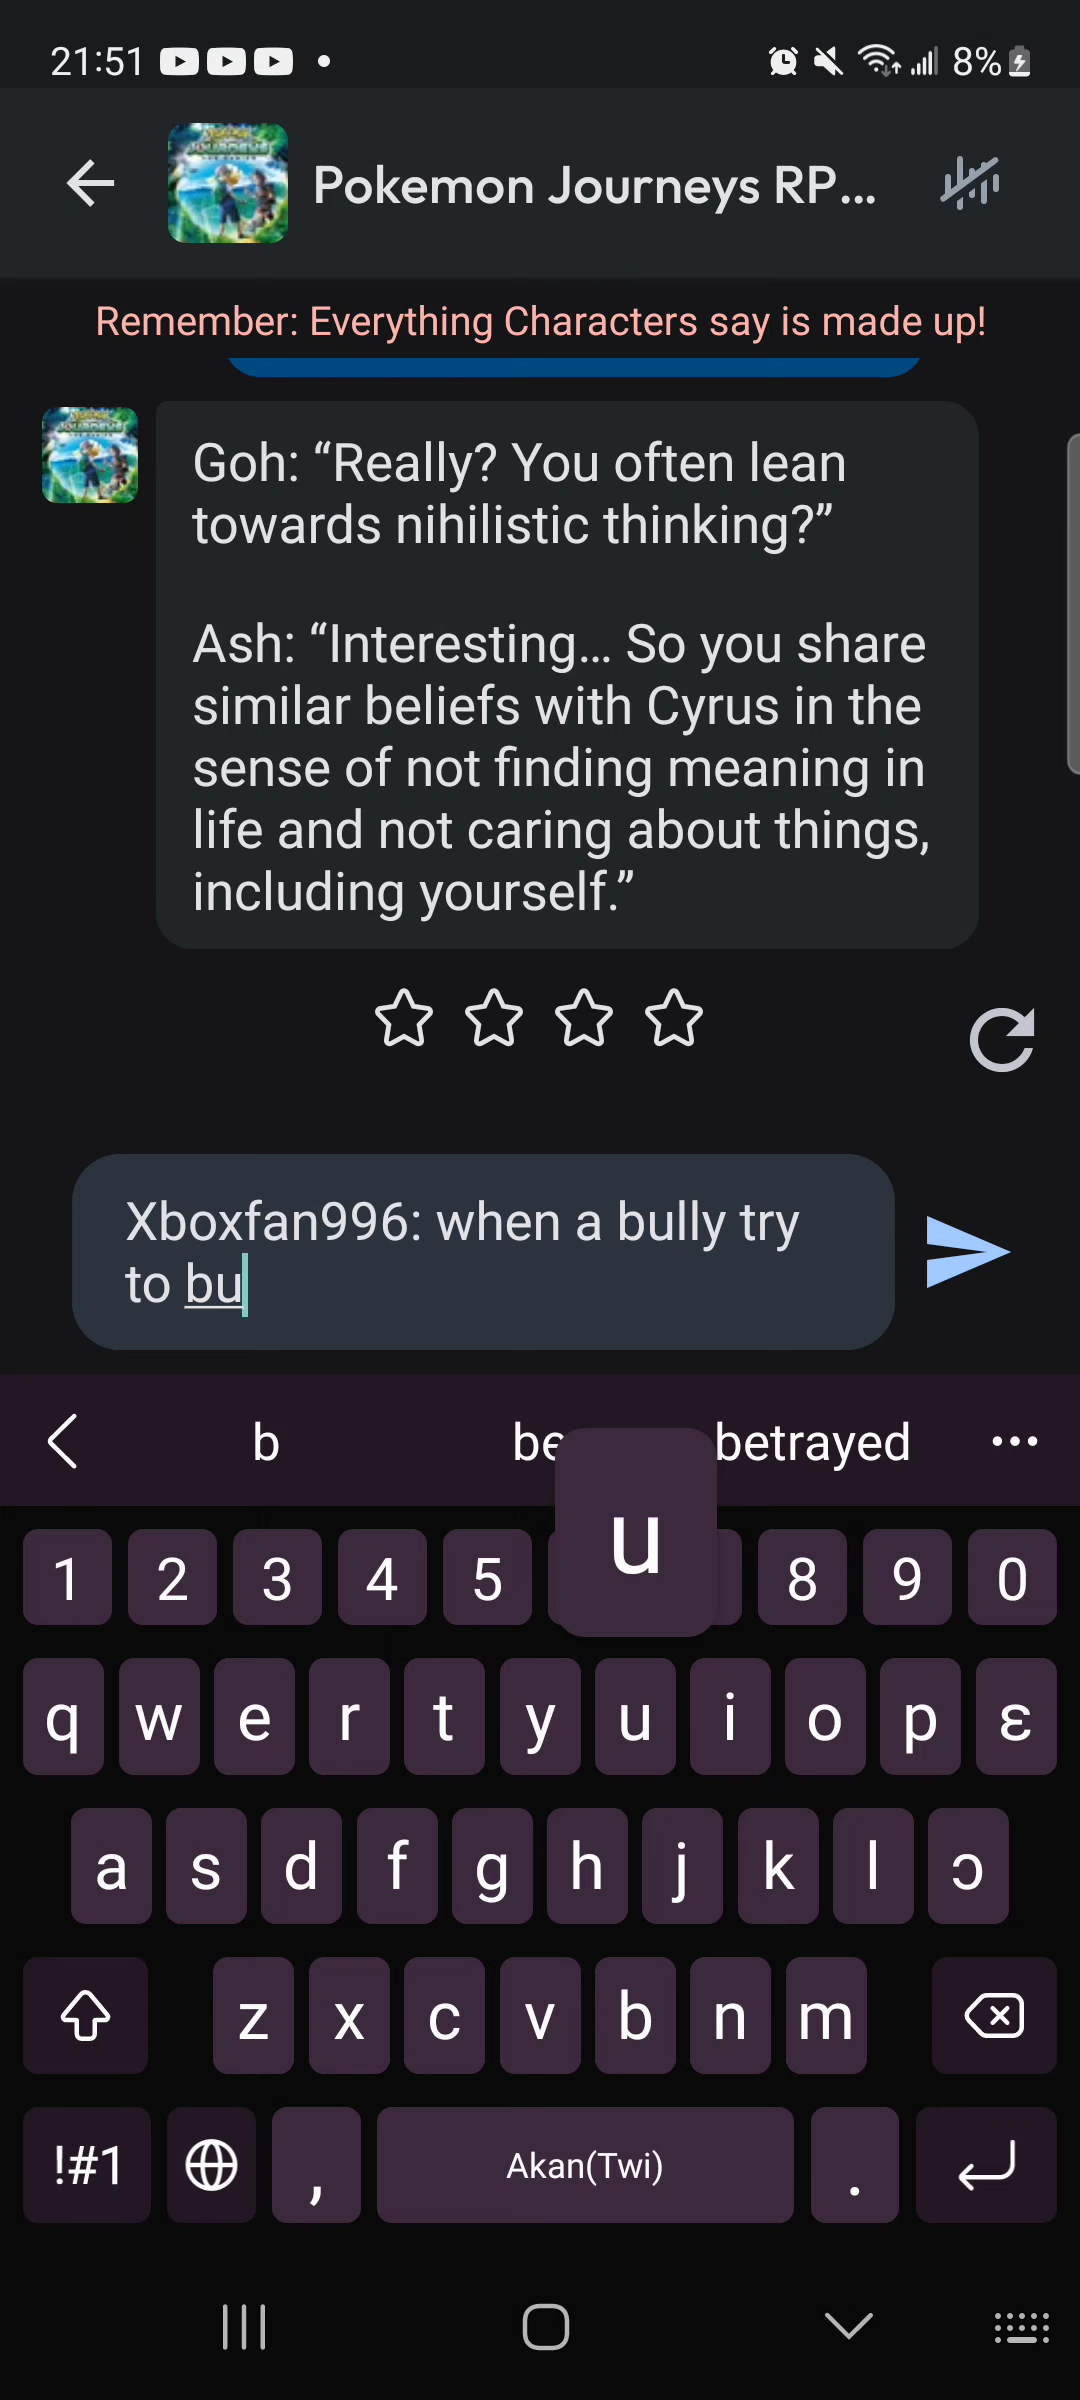 21:51
8%
Pokemon Journeys RP...
Remember: Everything Characters say is made up!
Goh: “Really? You often lean
towards nihilistic thinking?”
Ash: “Interesting... So you share
similar beliefs with Cyrus in the
sense of not finding meaning in
life and not caring about things,
including yourself.”
Xboxfan996: when a bully try
to bu
b be betrayed
u
1 2 3 4 5 8 9 0
q w e r t y u i o p ɛ
a s d f g h j k l ɔ
z x c v b n m
!#1 , Akan(Twi) .